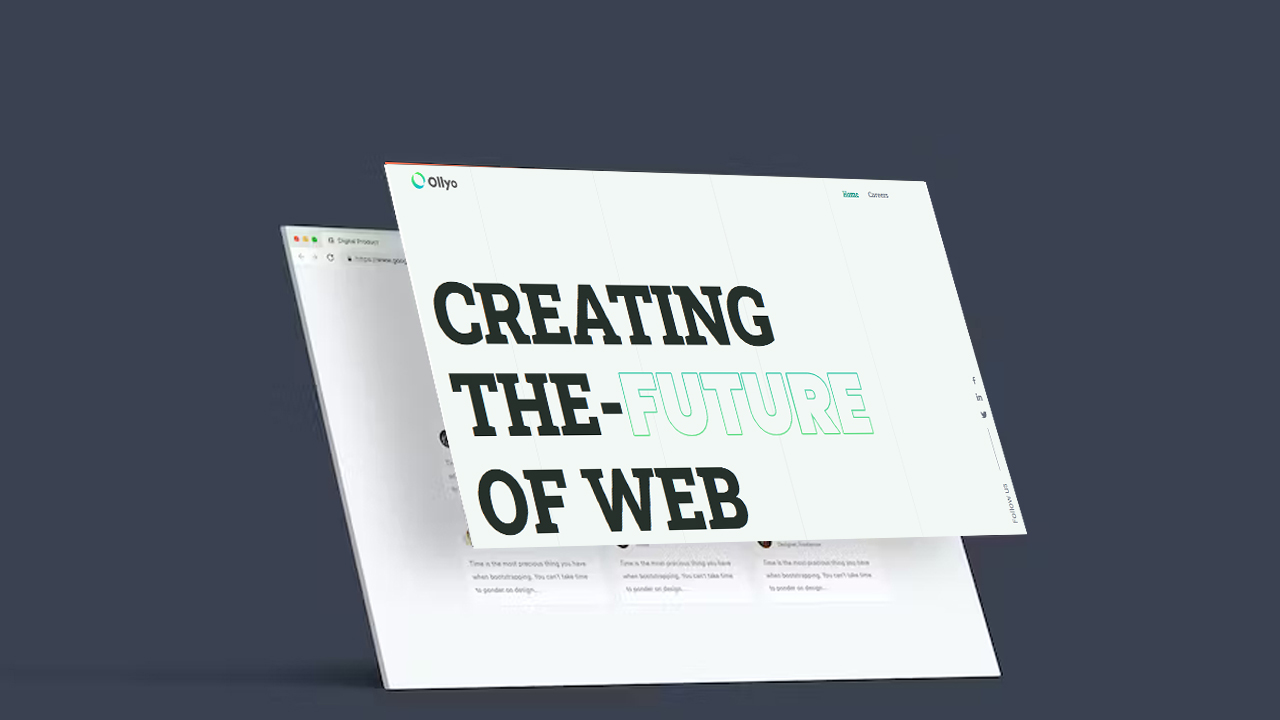 Ollyo
Home Careers
Digital Product
https://www.goog
CREATING
THE-FUTURE
OF WEB
Follow us
Designer, Freelance
Time is the most precious thing you have
when bootstrapping. You can't take time
to ponder on design...
Time is the most precious thing you have
when bootstrapping. You can't take time
to ponder on design...
Time is the most precious thing you have
when bootstrapping. You can't take time
to ponder on design...